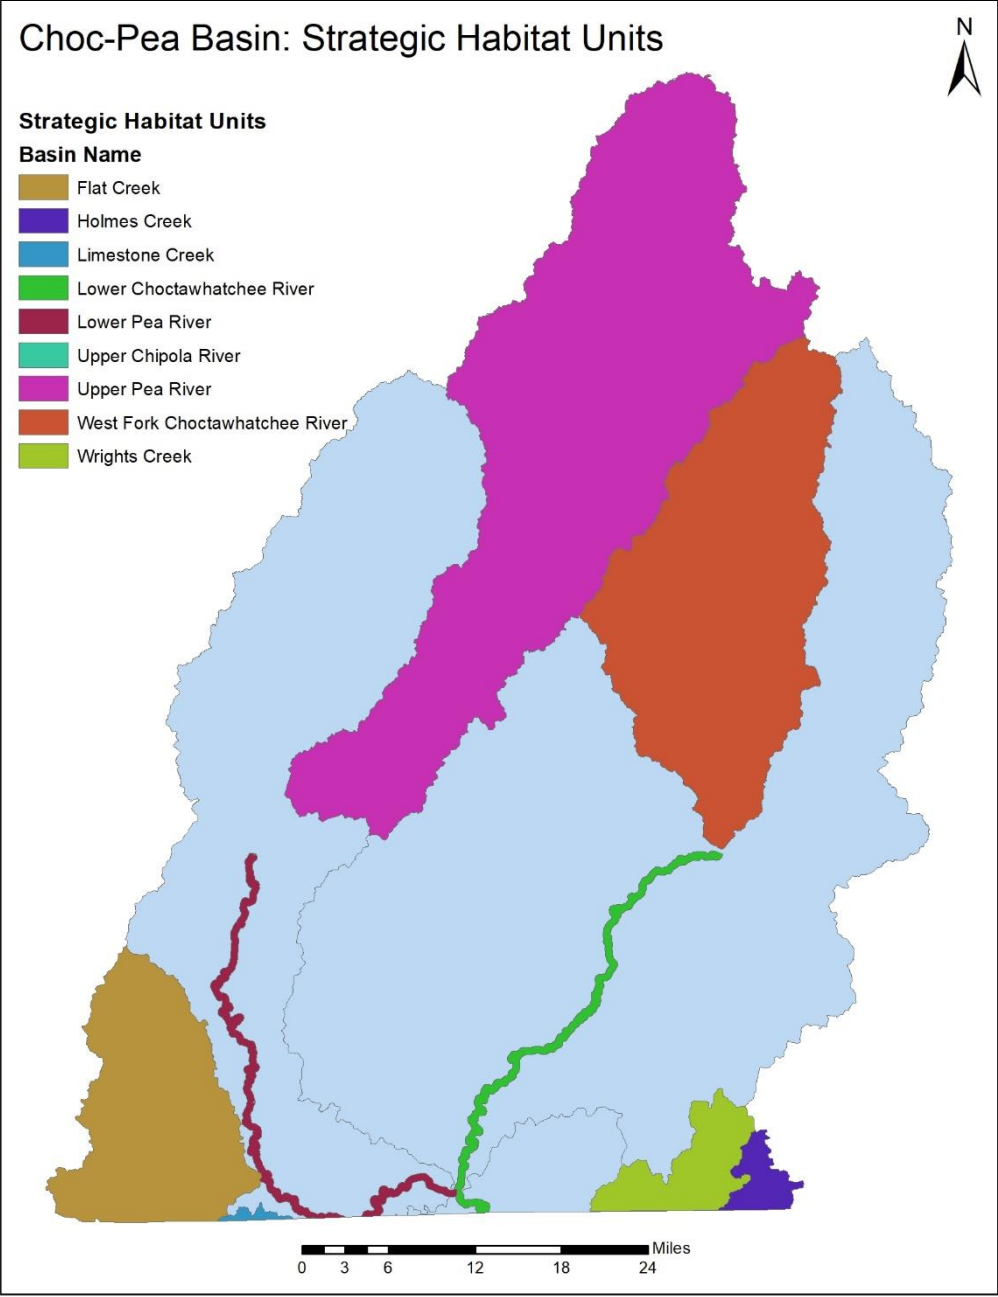 Choc-Pea Basin: Strategic Habitat Units
N
Strategic Habitat Units
Basin Name
Flat Creek
Holmes Creek
Limestone Creek
Lower Choctawhatchee River
Lower Pea River
Upper Chipola River
Upper Pea River
West Fork Choctawhatchee River
Wrights Creek
Miles
0 3 6 12 18 24